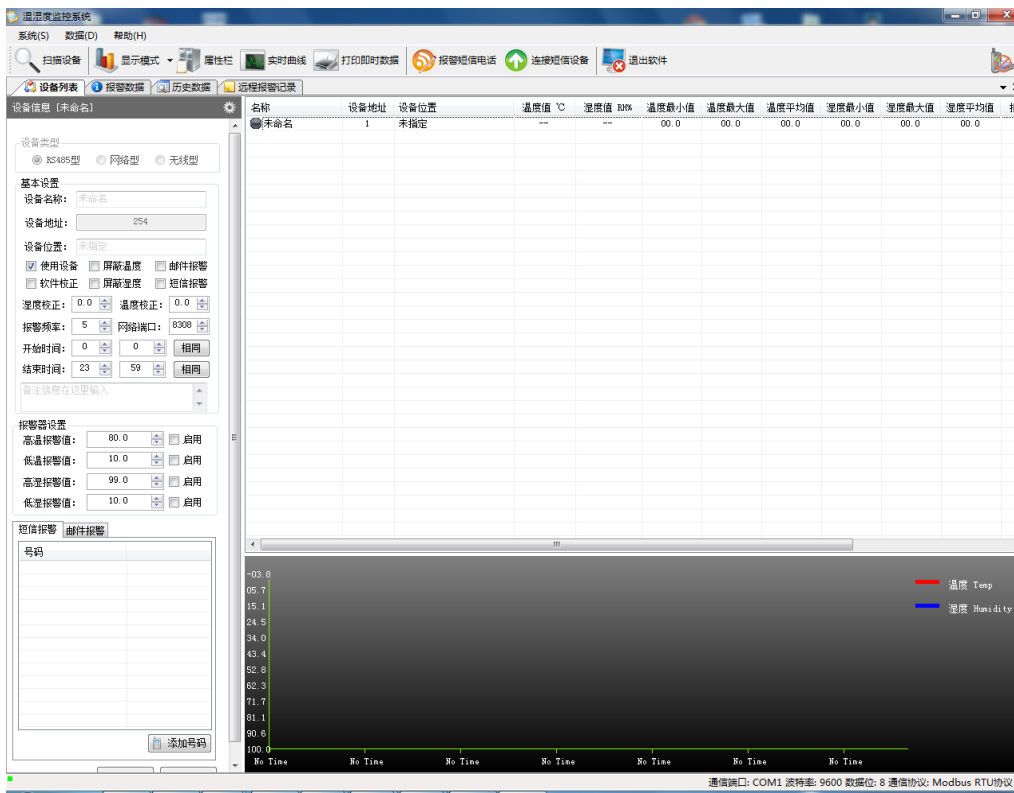 温湿度监控系统
系统(S) 数据(D) 帮助(H)
扫描设备 显示模式 属性栏 实时曲线 打印即时数据 报警短信电话 连接短信设备 退出软件
设备列表 报警数据 历史数据 远程报警记录
设备信息 [未命名]
名称 设备地址 设备位置 温度值 ℃ 湿度值 RH% 温度最小值 温度最大值 温度平均值 湿度最小值 湿度最大值 湿度平均值
未命名 1 未指定 -- -- 00.0 00.0 00.0 00.0 00.0 00.0
设备类型
RS485型 网络型 无线型
基本设置
设备名称: 未命名
设备地址: 254
设备位置: 未指定
使用设备 屏蔽温度 邮件报警
软件校正 屏蔽湿度 短信报警
湿度校正: 0.0 温度校正: 0.0
报警频率: 5 网络端口: 8308
开始时间: 0 0 相同
结束时间: 23 59 相同
备注信息在这里输入
报警器设置
高温报警值: 80.0 启用
低温报警值: 10.0 启用
高湿报警值: 99.0 启用
低湿报警值: 10.0 启用
短信报警 邮件报警
号码
添加号码
-03.8
05.7
15.1
24.5
34.0
43.4
52.8
62.3
71.7
81.1
90.6
100.0
温度 Temp
湿度 Humidity
No Time No Time No Time No Time No Time No Time No Time
通信端口: COM1 波特率: 9600 数据位: 8 通信协议: Modbus RTU协议